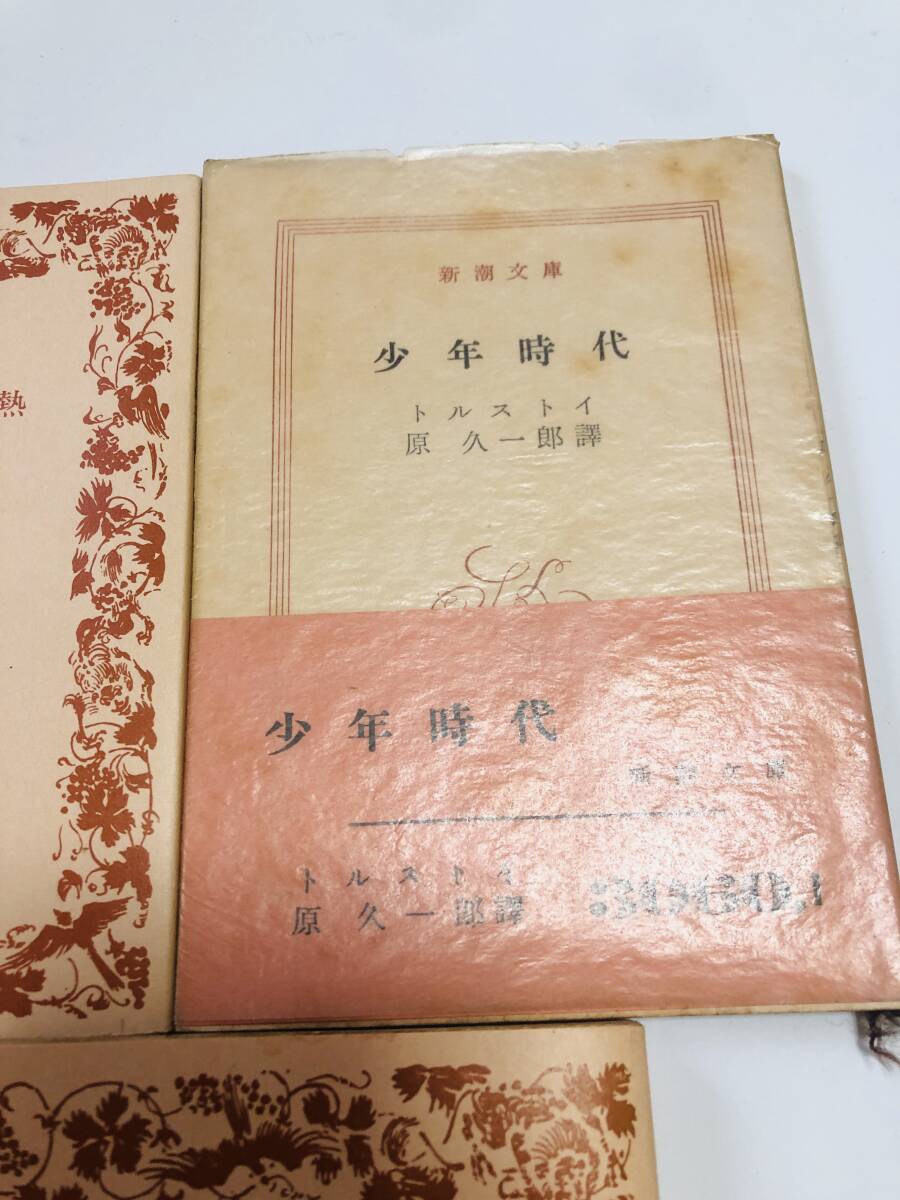 熱
新潮文庫
少年時代
トルストイ
原久一郎譯
少年時代
新潮文庫
トルストイ
原久一郎譯